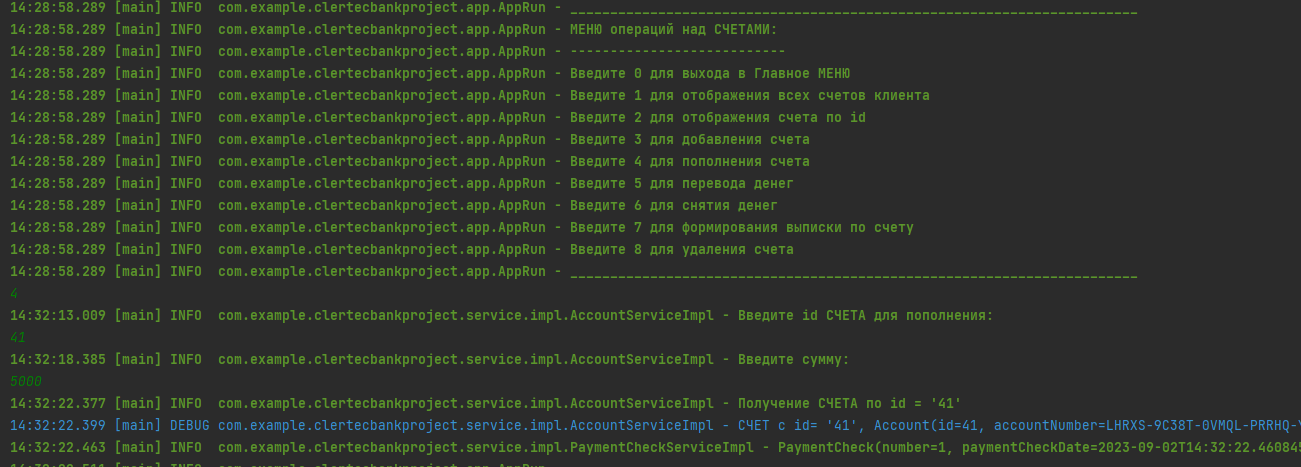 14:28:58.289 [main] INFO  com.example.clertecbankproject.app.AppRun - _______________________________________________________________________
14:28:58.289 [main] INFO  com.example.clertecbankproject.app.AppRun - МЕНЮ операций над СЧЕТАМИ:
14:28:58.289 [main] INFO  com.example.clertecbankproject.app.AppRun - ---------------------------
14:28:58.289 [main] INFO  com.example.clertecbankproject.app.AppRun - Введите 0 для выхода в Главное МЕНЮ
14:28:58.289 [main] INFO  com.example.clertecbankproject.app.AppRun - Введите 1 для отображения всех счетов клиента
14:28:58.289 [main] INFO  com.example.clertecbankproject.app.AppRun - Введите 2 для отображения счета по id
14:28:58.289 [main] INFO  com.example.clertecbankproject.app.AppRun - Введите 3 для добавления счета
14:28:58.289 [main] INFO  com.example.clertecbankproject.app.AppRun - Введите 4 для пополнения счета
14:28:58.289 [main] INFO  com.example.clertecbankproject.app.AppRun - Введите 5 для перевода денег
14:28:58.289 [main] INFO  com.example.clertecbankproject.app.AppRun - Введите 6 для снятия денег
14:28:58.289 [main] INFO  com.example.clertecbankproject.app.AppRun - Введите 7 для формирования выписки по счету
14:28:58.289 [main] INFO  com.example.clertecbankproject.app.AppRun - Введите 8 для удаления счета
14:28:58.289 [main] INFO  com.example.clertecbankproject.app.AppRun - _______________________________________________________________________
4
14:32:13.009 [main] INFO  com.example.clertecbankproject.service.impl.AccountServiceImpl - Введите id СЧЕТА для пополнения:
41
14:32:18.385 [main] INFO  com.example.clertecbankproject.service.impl.AccountServiceImpl - Введите сумму:
5000
14:32:22.377 [main] INFO  com.example.clertecbankproject.service.impl.AccountServiceImpl - Получение СЧЕТА по id = '41'
14:32:22.399 [main] DEBUG com.example.clertecbankproject.service.impl.AccountServiceImpl - СЧЕТ с id= '41', Account(id=41, accountNumber=LHRXS-9C38T-0VMQL-PRRHQ-
14:32:22.463 [main] INFO  com.example.clertecbankproject.service.impl.PaymentCheckServiceImpl - PaymentCheck(number=1, paymentCheckDate=2023-09-02T14:32:22.460845